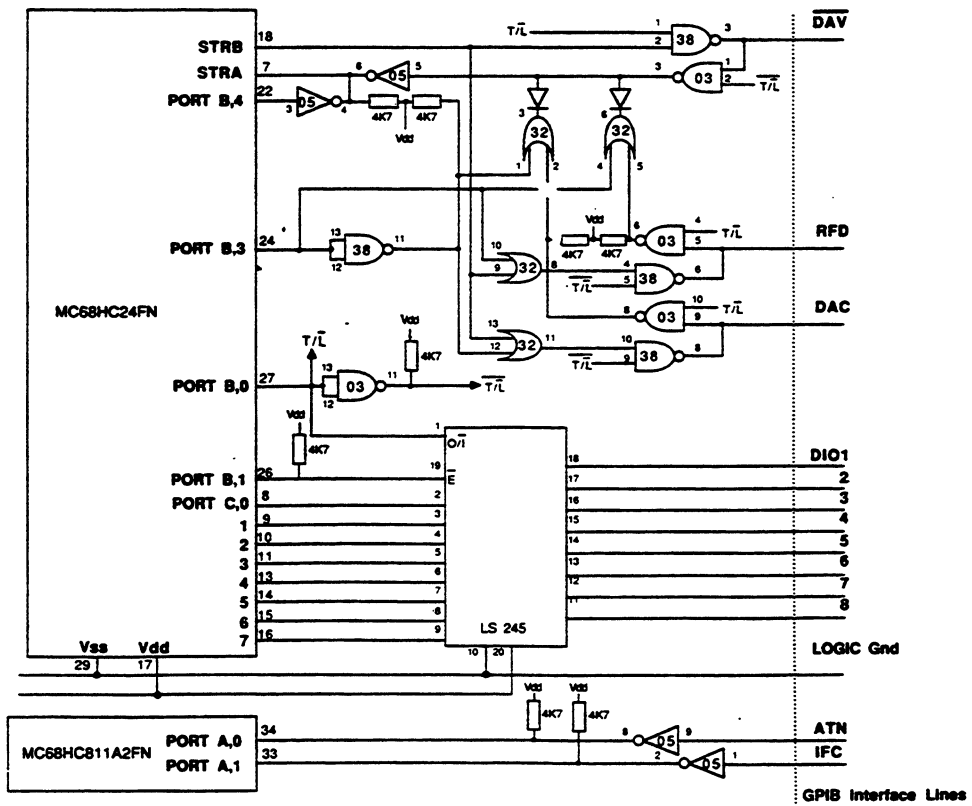 18
STRB
7
STRA
22
PORT B,4
3
05
4
4K7
4K7
Vdd
6
05
5
T/L
1
2
38
3
DAV
3
03
1
2
T/L
3
32
1
2
6
32
4
5
24
PORT B,3
13
12
38
11
10
9
32
8
Vdd
4K7
4K7
6
03
4
5
T/L
RFD
4
5
38
6
T/L
MC68HC24FN
8
03
10
9
T/L
DAC
13
12
32
11
10
9
38
8
T/L
T/L
Vdd
4K7
27
PORT B,0
13
12
03
11
T/L
Vdd
4K7
1
O/I
26
PORT B,1
19
E
8
PORT C,0
2
9
1
3
10
2
4
11
3
5
13
4
6
14
5
7
15
6
8
16
7
9
LS 245
10
20
18
DIO1
17
2
16
3
15
4
14
5
13
6
12
7
11
8
Vss
Vdd
29
17
LOGIC Gnd
MC68HC811A2FN
34
PORT A,0
33
PORT A,1
Vdd
4K7
Vdd
4K7
8
05
9
ATN
2
05
1
IFC
GPIB Interface Lines